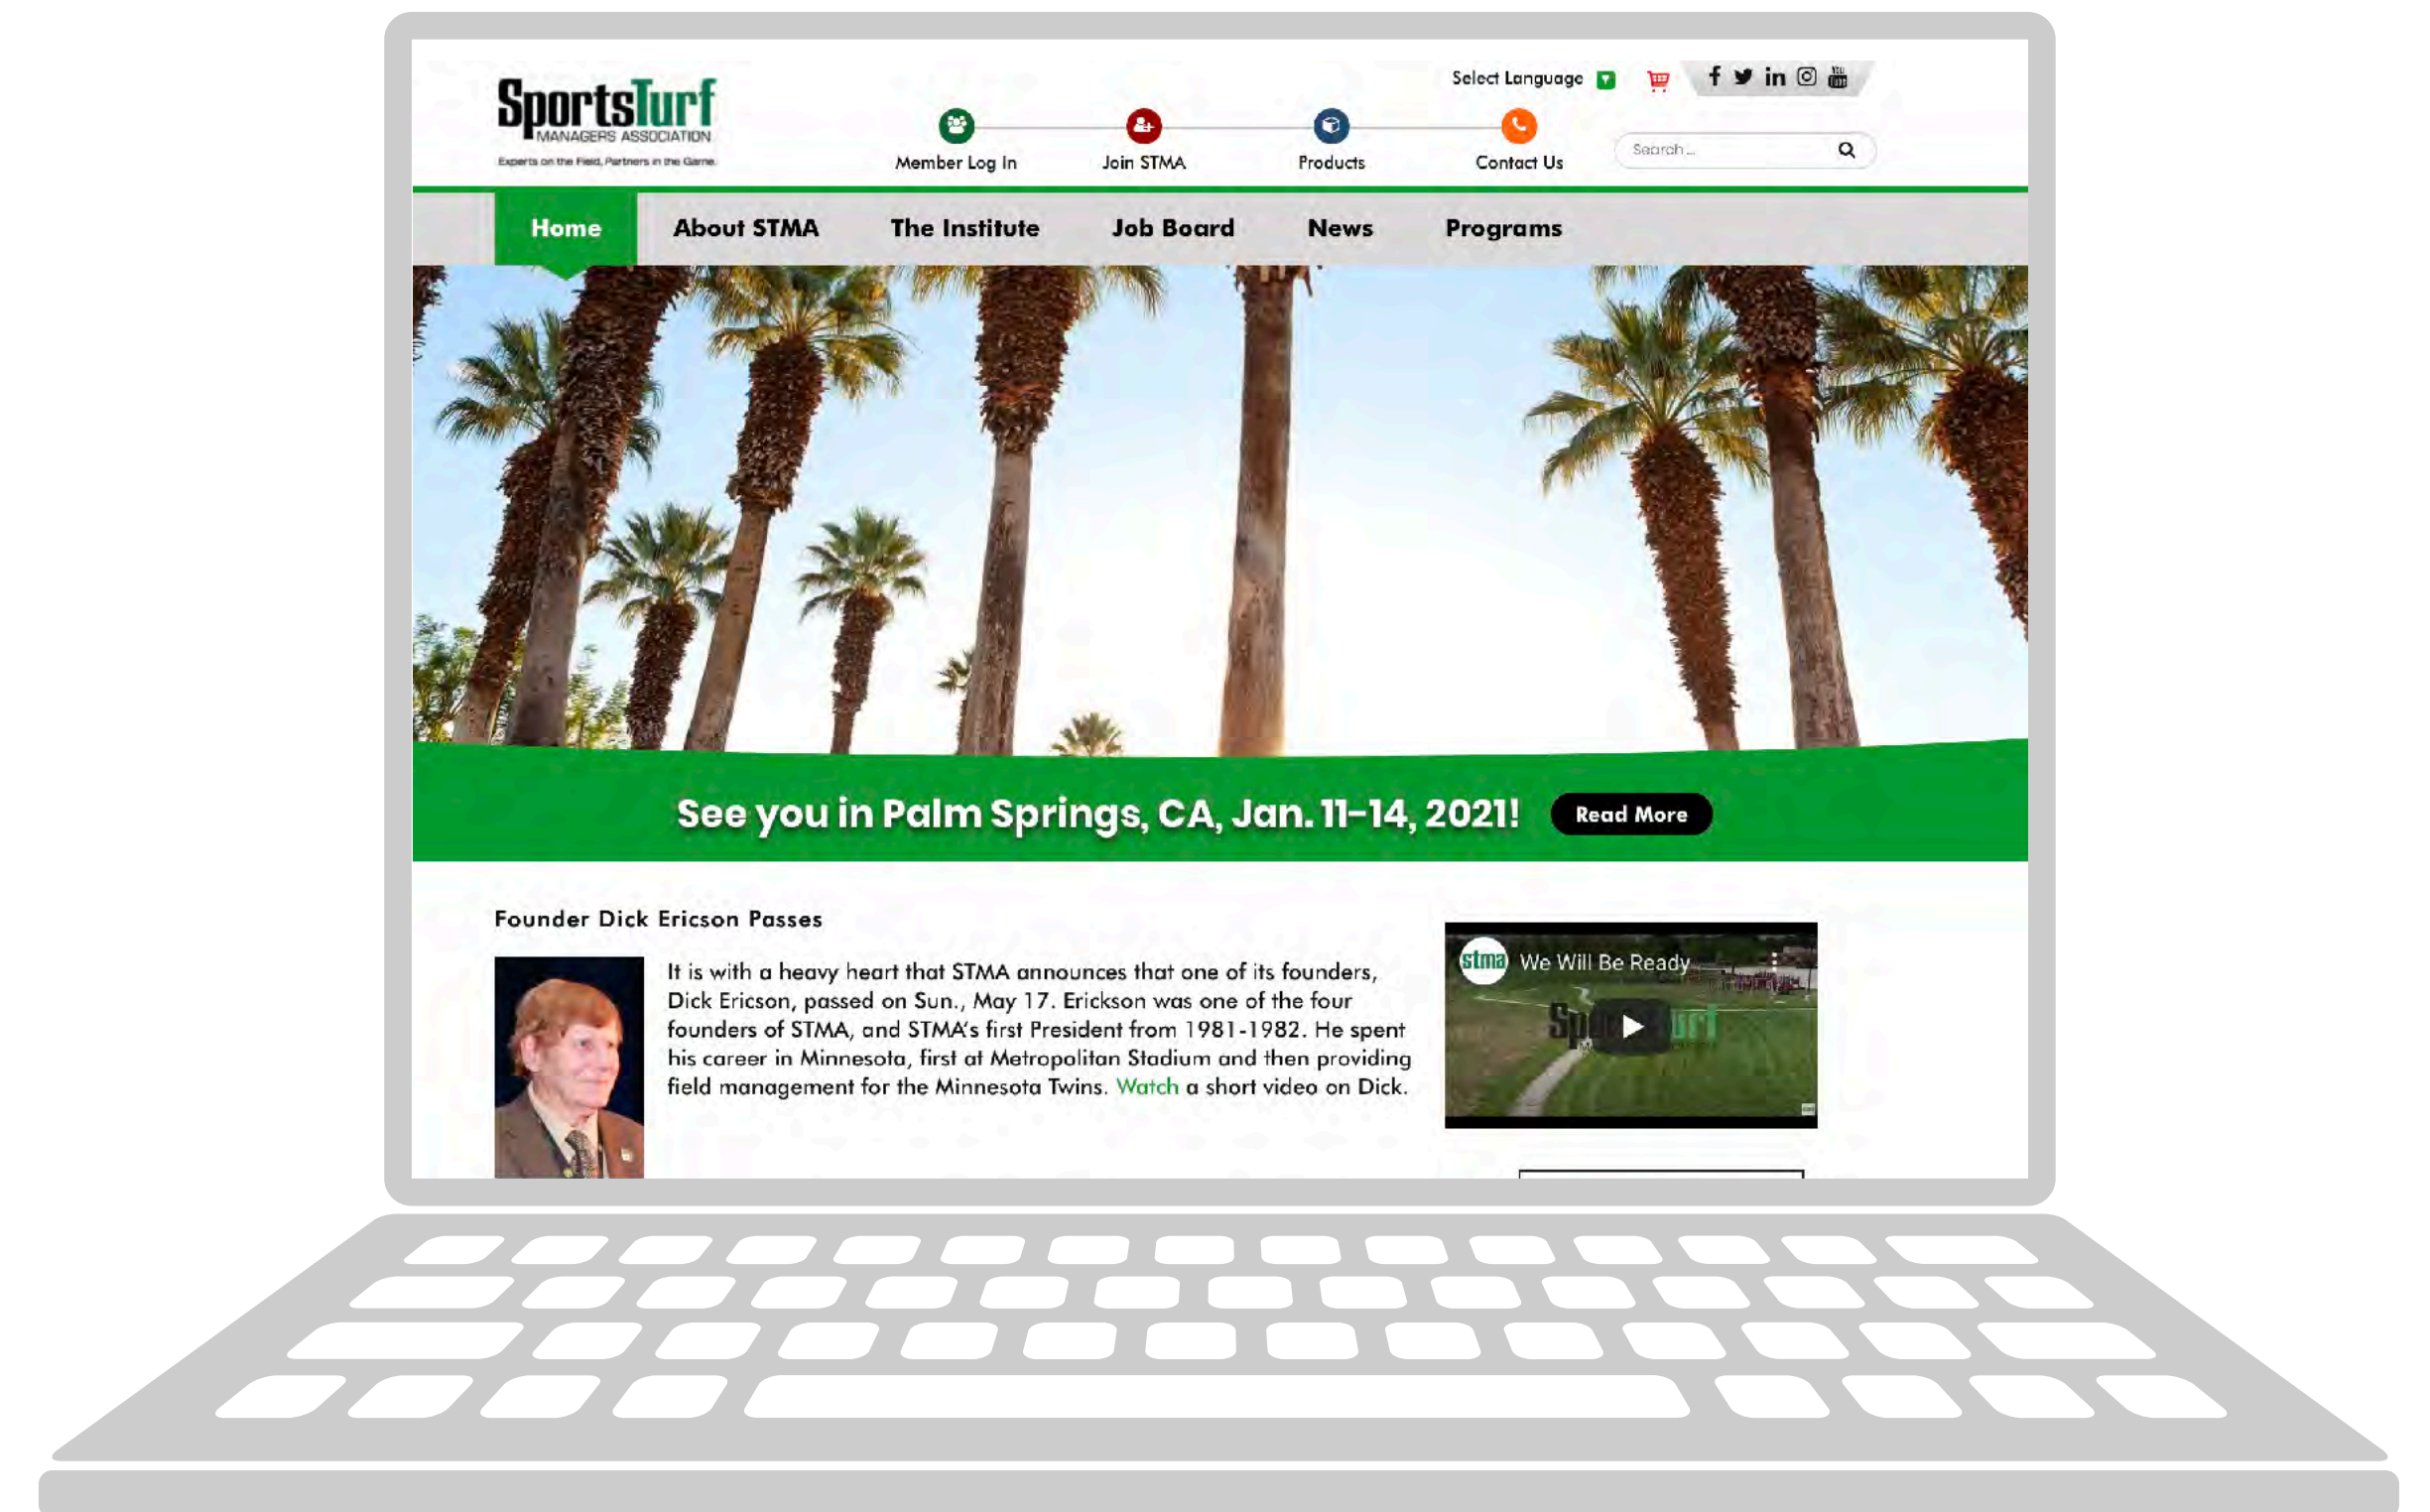 SportsTurf
MANAGERS ASSOCIATION
Experts on the Field, Partners in the Game.
Select Language
Member Log In
Join STMA
Products
Contact Us
Search ...
Home
About STMA
The Institute
Job Board
News
Programs
See you in Palm Springs, CA, Jan. 11-14, 2021!
Read More
Founder Dick Ericson Passes
It is with a heavy heart that STMA announces that one of its founders,
Dick Ericson, passed on Sun., May 17. Erickson was one of the four
founders of STMA, and STMA's first President from 1981-1982. He spent
his career in Minnesota, first at Metropolitan Stadium and then providing
field management for the Minnesota Twins. Watch a short video on Dick.
stma
We Will Be Ready